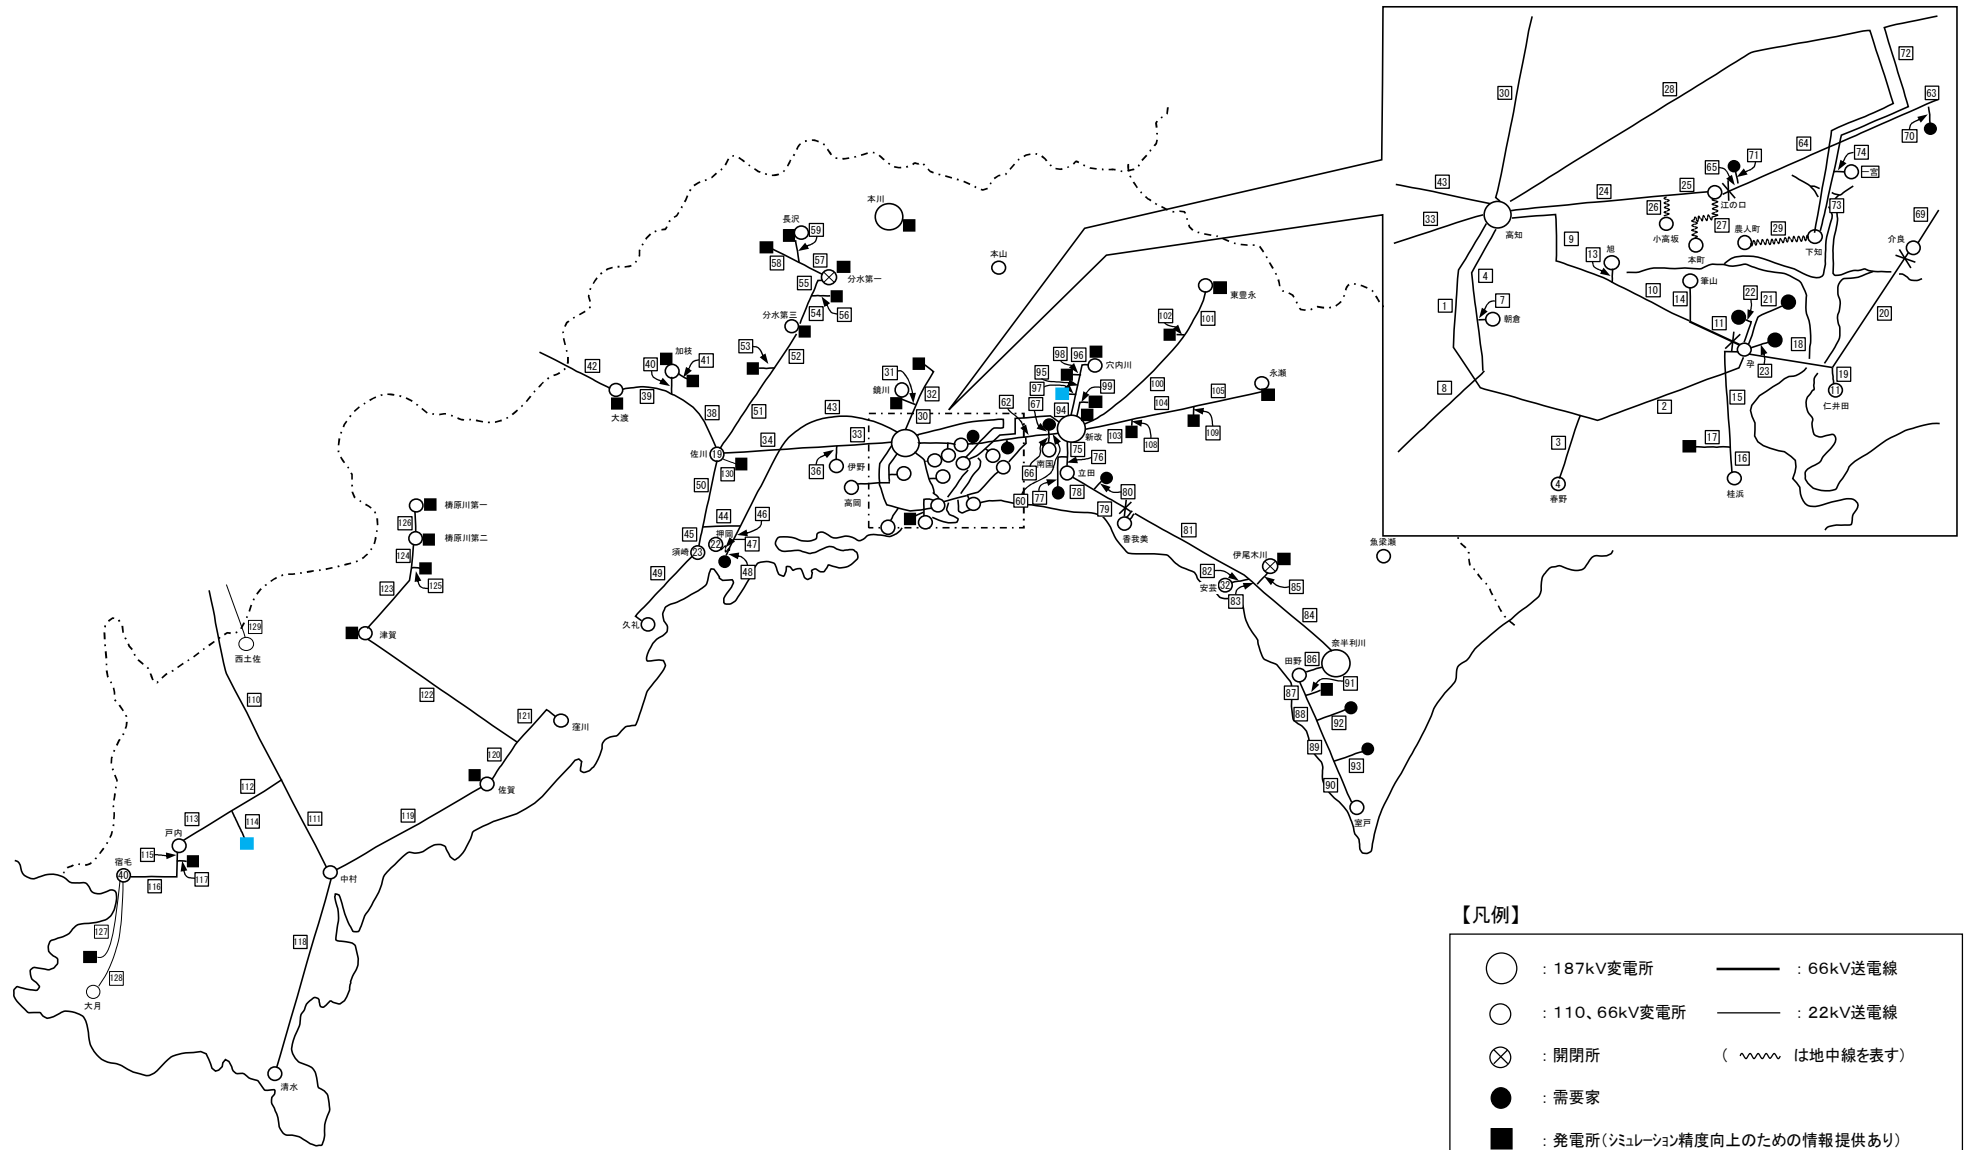 30
28
72
63
70
64
74
一宮
71
65
25
江の口
24
43
33
高知
26
小高坂
27
本町
農人町
29
下知
73
69
介良
9
13
旭
4
7
朝倉
1
10
筆山
14
22
21
11
20
18
孕
23
19
11
仁井田
15
17
16
桂浜
8
2
3
4
春野
本川
長沢
59
57
58
分水第一
55
54
56
分水第三
53
52
51
本山
東豊永
102
101
加枝
40
41
42
大渡
39
38
34
佐川
19
130
50
43
33
36
伊野
高岡
鏡川
31
32
30
98
96
穴内川
95
97
99
94
62
67
新改
南国
66
60
77
75
76
立田
78
80
79
香我美
100
104
103
105
永瀬
108
109
44
45
46
押岡
22
47
48
須崎
23
49
久礼
81
伊尾木川
82
安芸
32
83
85
84
魚梁瀬
奈半利川
田野
86
87
91
88
92
89
93
90
室戸
梼原川第一
126
梼原川第二
124
125
123
津賀
122
129
西土佐
110
121
窪川
120
佐賀
119
112
113
戸内
114
111
115
宿毛
40
117
116
中村
127
128
大月
118
清水
【凡例】
：187kV変電所
：66kV送電線
：110、66kV変電所
：22kV送電線
：開閉所
（ は地中線を表す）
：需要家
：発電所（シミュレーション精度向上のための情報提供あり）